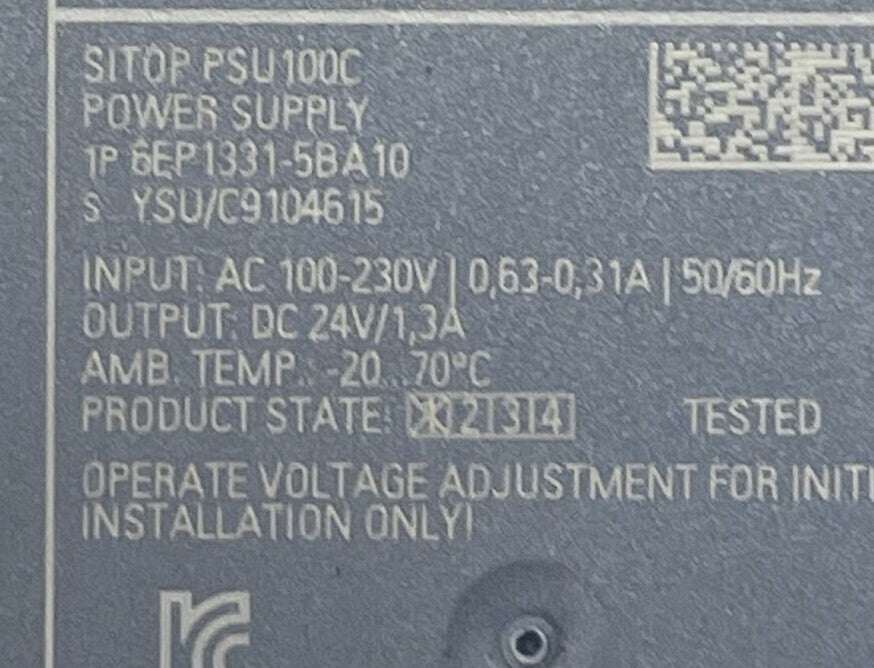 SITOP PSU100C
POWER SUPPLY
1P 6EP1331-5BA10
S YSU/C9104615
INPUT: AC 100-230V | 0,63-0,31A | 50/60Hz
OUTPUT: DC 24V/1,3A
AMB. TEMP.: -20...70°C
PRODUCT STATE: X 2 3 4 TESTED
OPERATE VOLTAGE ADJUSTMENT FOR INITI
INSTALLATION ONLY!